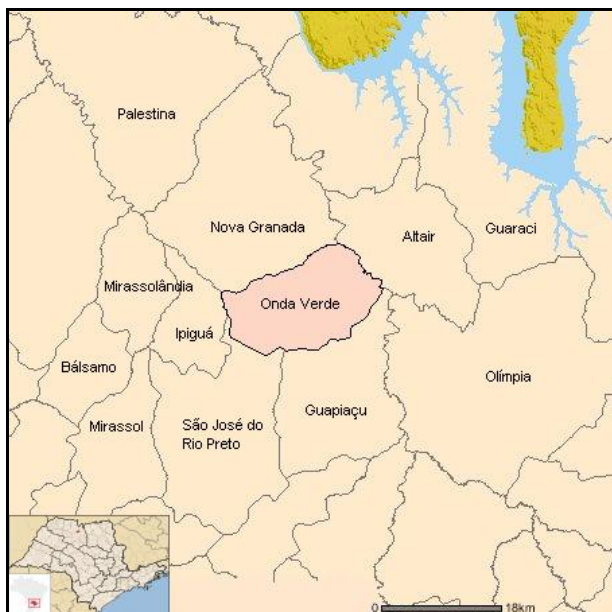 Palestina
Nova Granada
Altair
Guaraci
Mirassolândia
Onda Verde
Ipiguá
Bálsamo
Olímpia
Guapiaçu
Mirassol
São José do
Rio Preto
0 18km